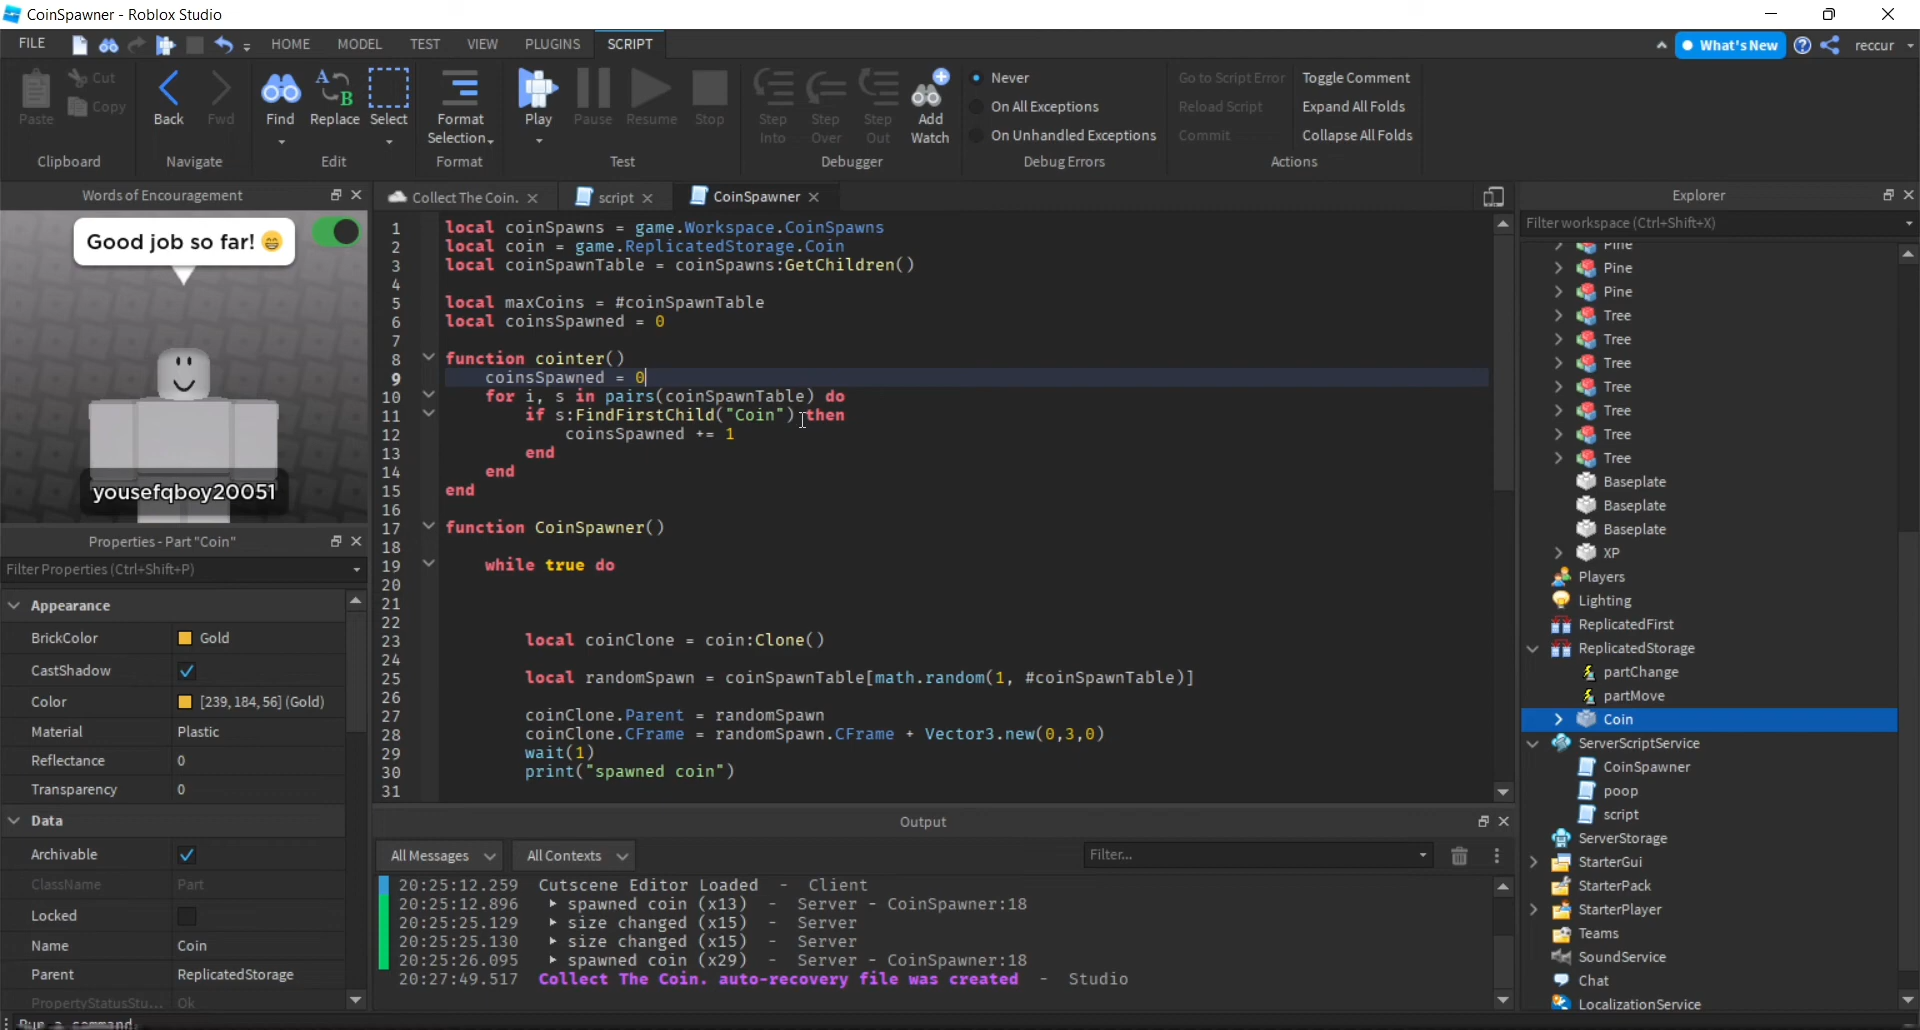 CoinSpawner - Roblox Studio
FILE HOME MODEL TEST VIEW PLUGINS SCRIPT What's New reccur
Paste Cut Copy
Clipboard
Back Fwd
Navigate
Find Replace Select
Edit
Format Selection
Format
Play Pause Resume Stop
Test
Step Into Step Over Step Out Add Watch
Debugger
Never
On All Exceptions
On Unhandled Exceptions
Debug Errors
Go to Script Error Toggle Comment
Reload Script Expand All Folds
Commit Collapse All Folds
Actions
Words of Encouragement
Good job so far! 😁
yousefqboy20051
Properties - Part "Coin"
Filter Properties (Ctrl+Shift+P)
Appearance
BrickColor Gold
CastShadow
Color [239, 184, 56] (Gold)
Material Plastic
Reflectance 0
Transparency 0
Data
Archivable
ClassName Part
Locked
Name Coin
Parent ReplicatedStorage
PropertyStatusStu... Ok
Run a command
Collect The Coin. script CoinSpawner
1 local coinSpawns = game.Workspace.CoinSpawns
2 local coin = game.ReplicatedStorage.Coin
3 local coinSpawnTable = coinSpawns:GetChildren()
4
5 local maxCoins = #coinSpawnTable
6 local coinsSpawned = 0
7
8 function cointer()
9 coinsSpawned = 0
10 for i, s in pairs(coinSpawnTable) do
11 if s:FindFirstChild("Coin") then
12 coinsSpawned += 1
13 end
14 end
15 end
16
17 function CoinSpawner()
18
19 while true do
20
21
22
23 local coinClone = coin:Clone()
24
25 local randomSpawn = coinSpawnTable[math.random(1, #coinSpawnTable)]
26
27 coinClone.Parent = randomSpawn
28 coinClone.CFrame = randomSpawn.CFrame + Vector3.new(0,3,0)
29 wait(1)
30 print("spawned coin")
31
Output
All Messages All Contexts Filter...
20:25:12.259 Cutscene Editor Loaded - Client
20:25:12.896 ▸ spawned coin (x13) - Server - CoinSpawner:18
20:25:25.129 ▸ size changed (x15) - Server
20:25:25.130 ▸ size changed (x15) - Server
20:25:26.095 ▸ spawned coin (x29) - Server - CoinSpawner:18
20:27:49.517 Collect The Coin. auto-recovery file was created - Studio
Explorer
Filter workspace (Ctrl+Shift+X)
Pine
Pine
Pine
Tree
Tree
Tree
Tree
Tree
Tree
Tree
Baseplate
Baseplate
Baseplate
XP
Players
Lighting
ReplicatedFirst
ReplicatedStorage
partChange
partMove
Coin
ServerScriptService
CoinSpawner
poop
script
ServerStorage
StarterGui
StarterPack
StarterPlayer
Teams
SoundService
Chat
LocalizationService